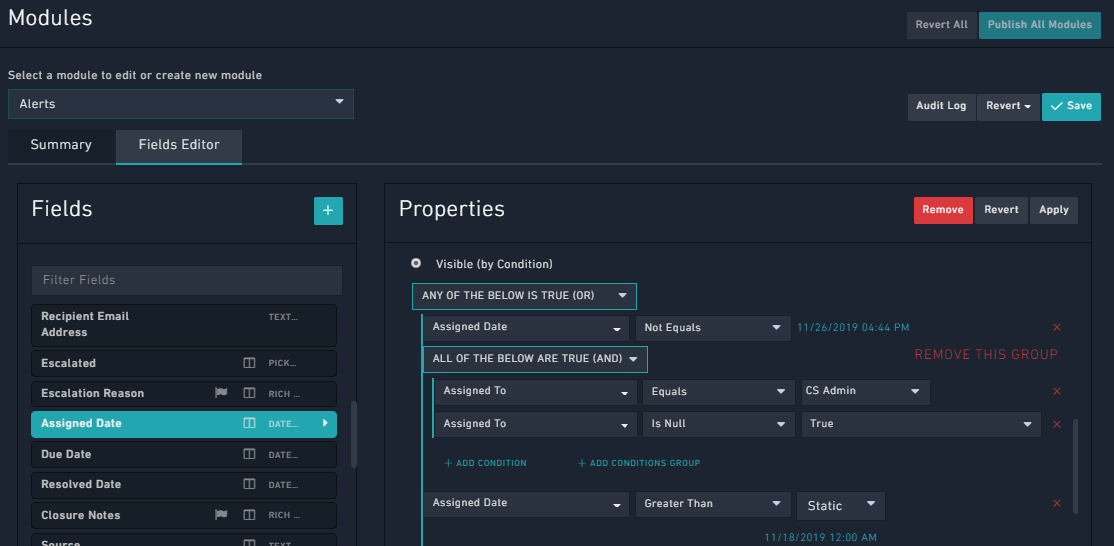 Modules
Revert All
Publish All Modules
Select a module to edit or create new module
Alerts
Audit Log
Revert
Save
Summary
Fields Editor
Fields
+
Properties
Remove
Revert
Apply
Filter Fields
Recipient Email
Address
TEXT...
Escalated
PICK...
Escalation Reason
RICH ...
Assigned Date
DATE...
Due Date
DATE...
Resolved Date
DATE...
Closure Notes
RICH ...
Source
TEXT
Visible (by Condition)
ANY OF THE BELOW IS TRUE (OR)
Assigned Date
Not Equals
11/26/2019 04:44 PM
ALL OF THE BELOW ARE TRUE (AND)
REMOVE THIS GROUP
Assigned To
Equals
CS Admin
Assigned To
Is Null
True
+ ADD CONDITION
+ ADD CONDITIONS GROUP
Assigned Date
Greater Than
Static
11/18/2019 12:00 AM